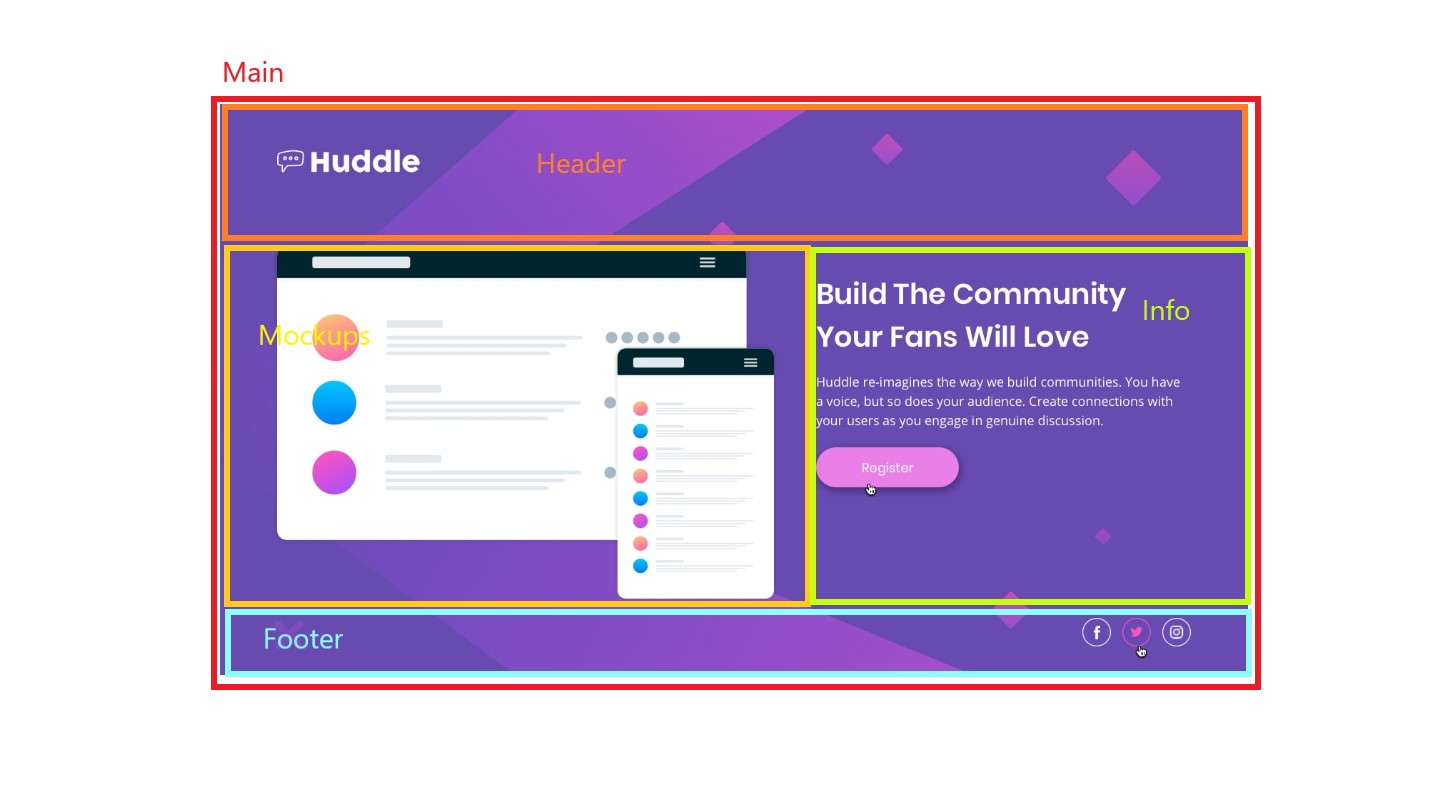 Main
Huddle
Header
Mockups
Build The Community
Your Fans Will Love
Info
Huddle re-imagines the way we build communities. You have
a voice, but so does your audience. Create connections with
your users as you engage in genuine discussion.
Register
Footer